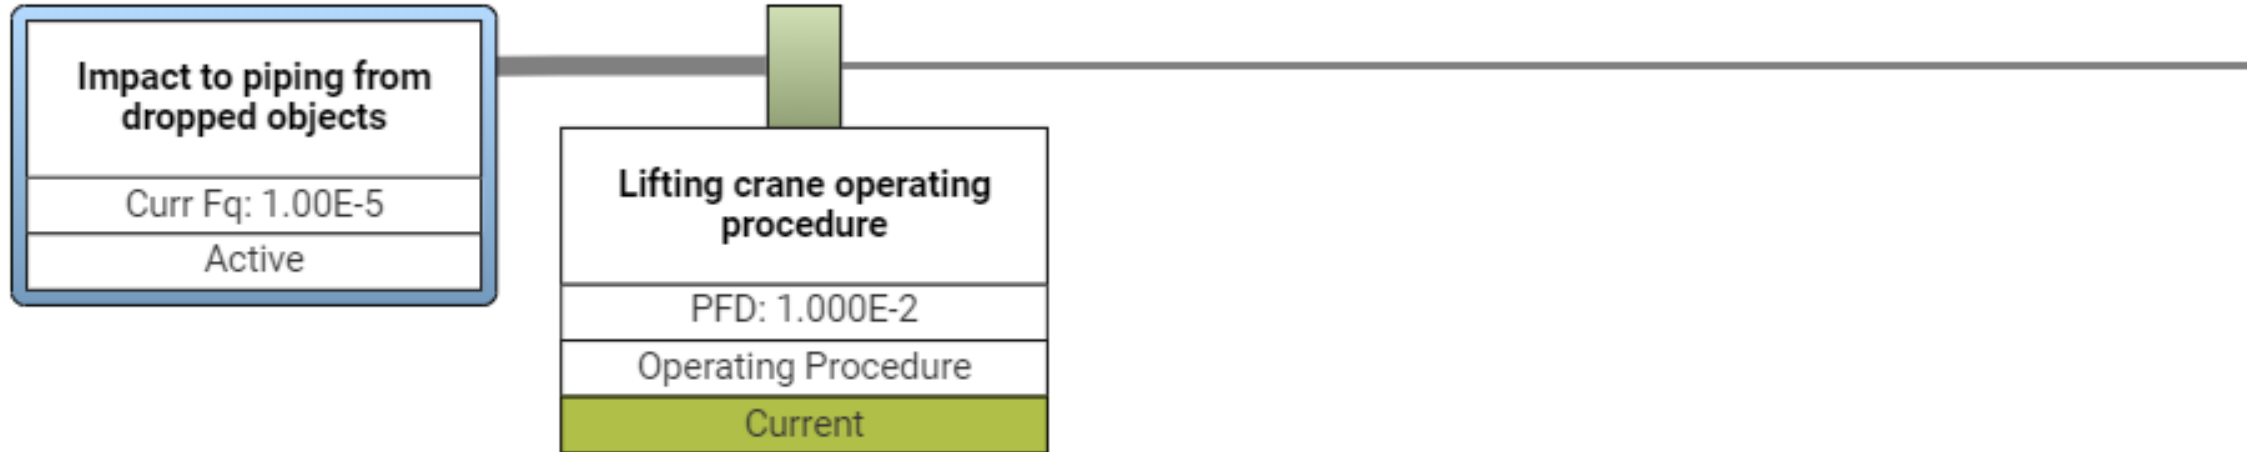 Impact to piping from
dropped objects
Curr Fq: 1.00E-5
Active
Lifting crane operating
procedure
PFD: 1.000E-2
Operating Procedure
Current